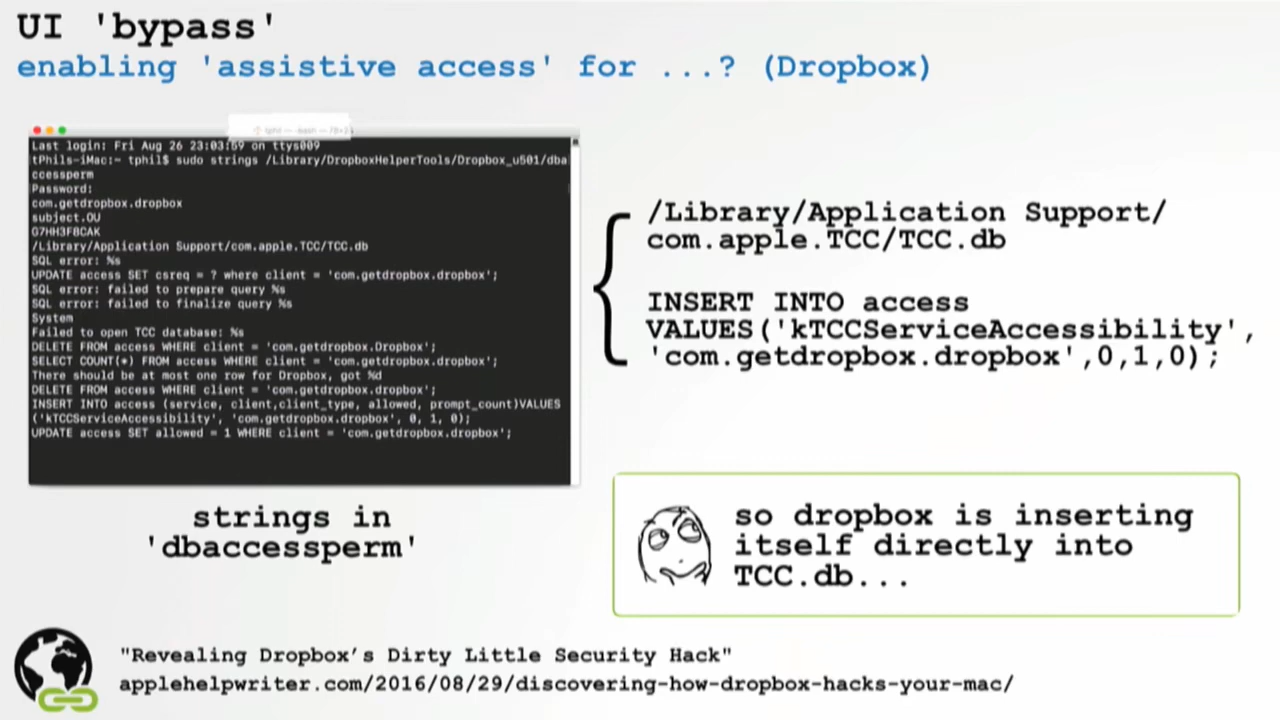 UI 'bypass'
enabling 'assistive access' for ...? (Dropbox)
Last login: Fri Aug 26 23:03:59 on ttys009
tPhils-iMac:~ tphil$ sudo strings /Library/DropboxHelperTools/Dropbox_u501/dba
ccessperm
Password:
com.getdropbox.dropbox
subject.OU
G7HH3F8CAK
/Library/Application Support/com.apple.TCC/TCC.db
SQL error: %s
UPDATE access SET csreq = ? where client = 'com.getdropbox.dropbox';
SQL error: failed to prepare query %s
SQL error: failed to finalize query %s
System
Failed to open TCC database: %s
DELETE FROM access WHERE client = 'com.getdropbox.Dropbox';
SELECT COUNT(*) FROM access WHERE client = 'com.getdropbox.dropbox';
There should be at most one row for Dropbox, got %d
DELETE FROM access WHERE client = 'com.getdropbox.dropbox';
INSERT INTO access (service, client,client_type, allowed, prompt_count)VALUES
('kTCCServiceAccessibility', 'com.getdropbox.dropbox', 0, 1, 0);
UPDATE access SET allowed = 1 WHERE client = 'com.getdropbox.dropbox';
/Library/Application Support/
com.apple.TCC/TCC.db
INSERT INTO access
VALUES('kTCCServiceAccessibility',
'com.getdropbox.dropbox',0,1,0);
strings in
'dbaccessperm'
so dropbox is inserting
itself directly into
TCC.db...
"Revealing Dropbox’s Dirty Little Security Hack"
applehelpwriter.com/2016/08/29/discovering-how-dropbox-hacks-your-mac/